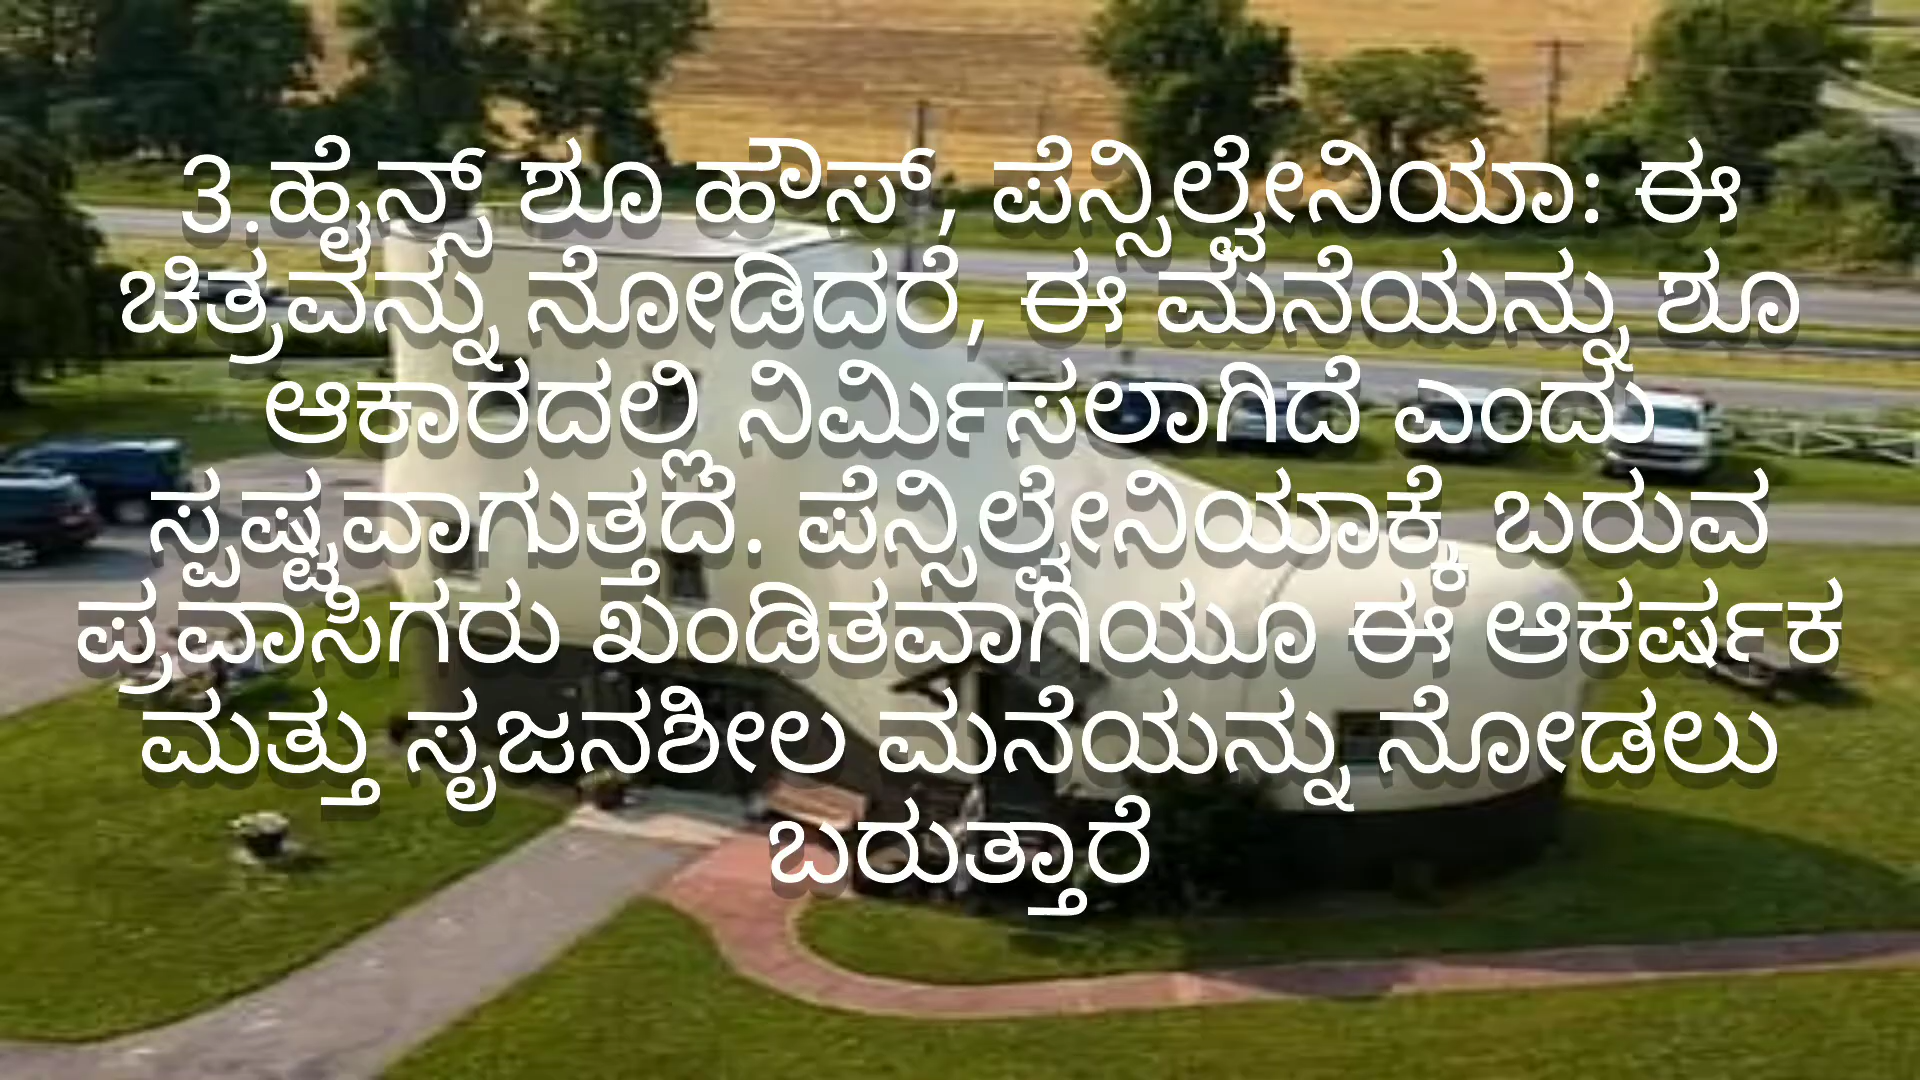 3.ಹೈನ್ಸ್ ಶೂ ಹೌಸ್, ಪೆನ್ಸಿಲ್ವೇನಿಯಾ: ಈ
ಚಿತ್ರವನ್ನು ನೋಡಿದರೆ, ಈ ಮನೆಯನ್ನು ಶೂ
ಆಕಾರದಲ್ಲಿ ನಿರ್ಮಿಸಲಾಗಿದೆ ಎಂದು
ಸ್ಪಷ್ಟವಾಗುತ್ತದೆ. ಪೆನ್ಸಿಲ್ವೇನಿಯಾಕ್ಕೆ ಬರುವ
ಪ್ರವಾಸಿಗರು ಖಂಡಿತವಾಗಿಯೂ ಈ ಆಕರ್ಷಕ
ಮತ್ತು ಸೃಜನಶೀಲ ಮನೆಯನ್ನು ನೋಡಲು
ಬರುತ್ತಾರೆ